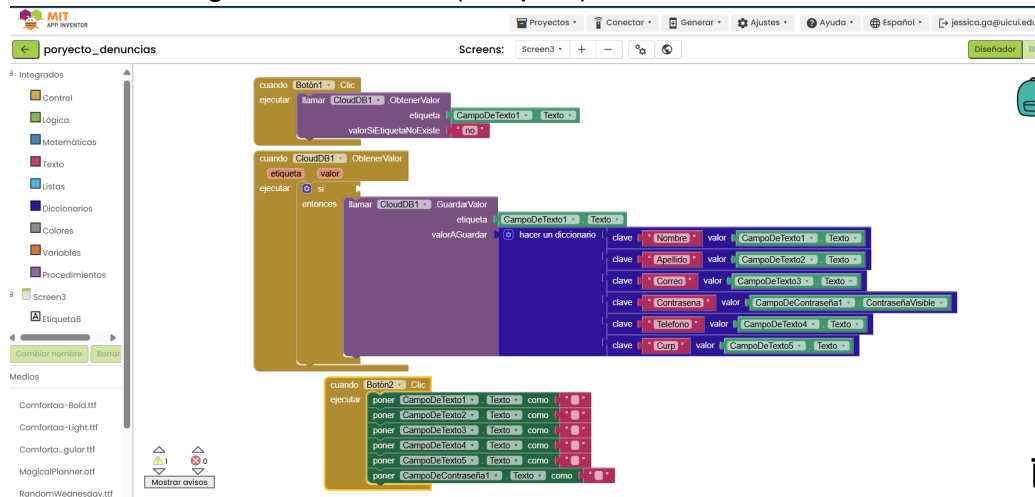 MIT
APP INVENTOR
Proyectos Conectar Generar Ajustes Ayuda Español jessica.ga@uicui.edu
poryecto_denuncias
Screens: Screen3 + − Diseñador
Integrados
Control
Lógica
Matemáticas
Texto
Listas
Diccionarios
Colores
Variables
Procedimientos
Screen3
Etiqueta8
Cambiar nombre Borrar
Medios
Comfortaa-Bold.ttf
Comfortaa-Light.ttf
Comforta...gular.ttf
MagicalPlanner.otf
RandomWednesday.ttf
cuando Botón1 .Clic
ejecutar llamar CloudDB1 .ObtenerValor
etiqueta CampoDeTexto1 . Texto
valorSiEtiquetaNoExiste " no "
cuando CloudDB1 .ObtenerValor
etiqueta valor
ejecutar si
entonces llamar CloudDB1 .GuardarValor
etiqueta CampoDeTexto1 . Texto
valorAGuardar hacer un diccionario clave " Nombre " valor CampoDeTexto1 . Texto
clave " Apellido " valor CampoDeTexto2 . Texto
clave " Correo " valor CampoDeTexto3 . Texto
clave " Contrasena " valor CampoDeContraseña1 . ContraseñaVisible
clave " Telefono " valor CampoDeTexto4 . Texto
clave " Curp " valor CampoDeTexto5 . Texto
cuando Botón2 .Clic
ejecutar poner CampoDeTexto1 . Texto como " "
poner CampoDeTexto2 . Texto como " "
poner CampoDeTexto3 . Texto como " "
poner CampoDeTexto4 . Texto como " "
poner CampoDeTexto5 . Texto como " "
poner CampoDeContraseña1 . Texto como " "
1 0
Mostrar avisos